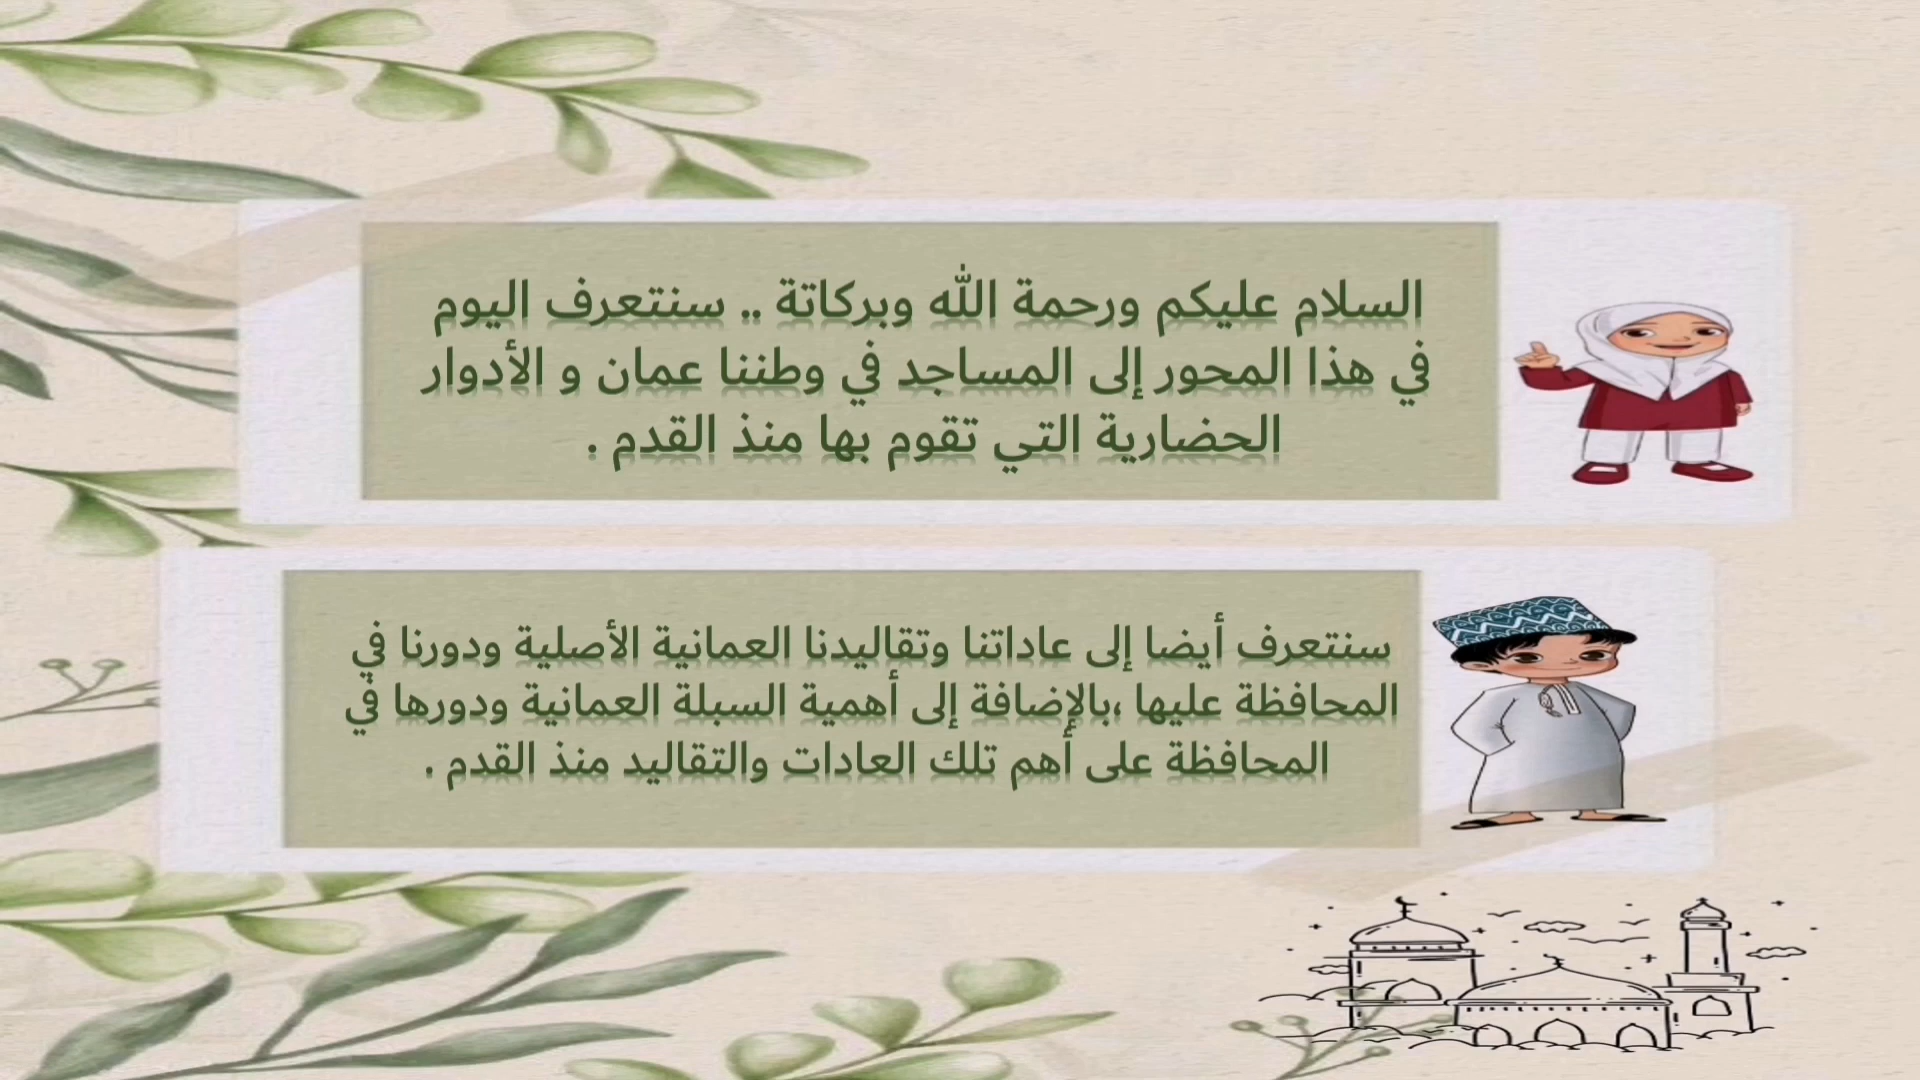 السلام عليكم ورحمة الله وبركاتة .. سنتعرف اليوم
في هذا المحور إلى المساجد في وطننا عمان و الأدوار
الحضارية التي تقوم بها منذ القدم .
سنتعرف أيضا إلى عاداتنا وتقاليدنا العمانية الأصلية ودورنا في
المحافظة عليها ،بالإضافة إلى أهمية السبلة العمانية ودورها في
المحافظة على أهم تلك العادات والتقاليد منذ القدم .